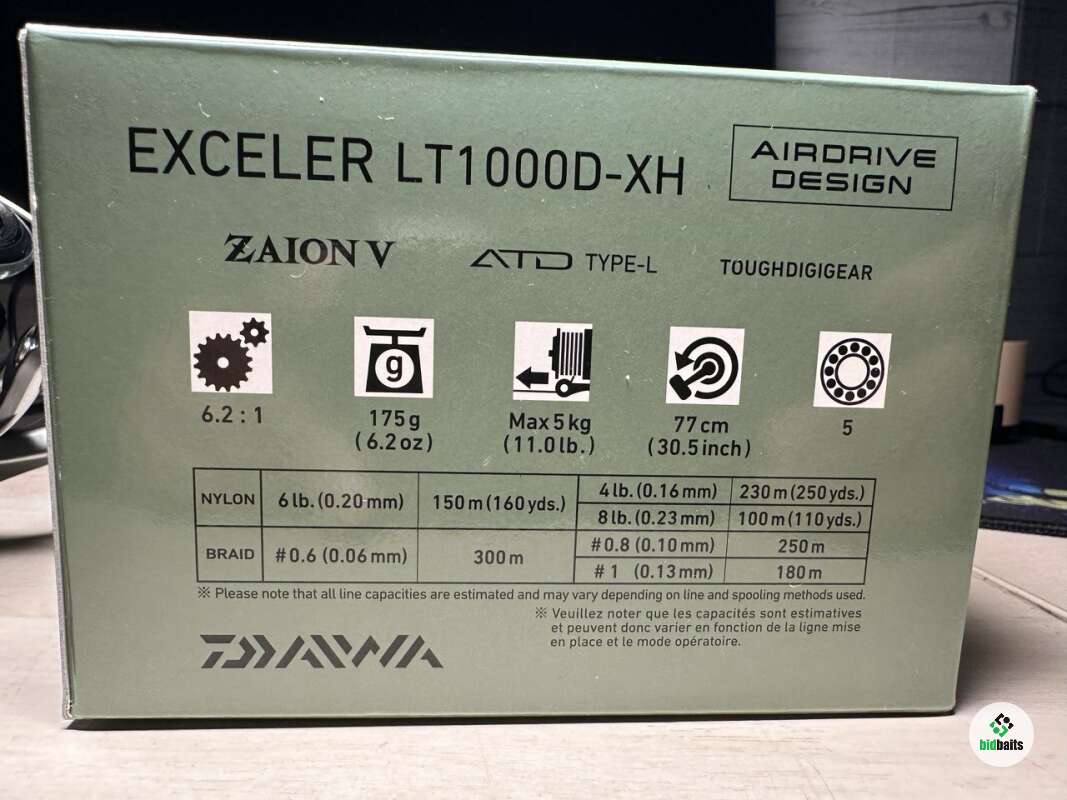 EXCELER LT1000D-XH
AIRDRIVE
DESIGN
ZAION V
ATD TYPE-L
TOUGHDIGIGEAR
g
6.2 : 1
175g
(6.2oz)
Max 5kg
(11.0lb.)
77cm
(30.5inch)
5
NYLON 6lb.(0.20mm) 150m(160yds.) 4lb.(0.16mm) 230m(250yds.)
8lb.(0.23mm) 100m(110yds.)
BRAID #0.6 (0.06mm) 300m #0.8 (0.10mm) 250m
#1 (0.13mm) 180m
※ Please note that all line capacities are estimated and may vary depending on line and spooling methods used.
※ Veuillez noter que les capacités sont estimatives
et peuvent donc varier en fonction de la ligne mise
en place et le mode opératoire.
DAIWA
bidbaits